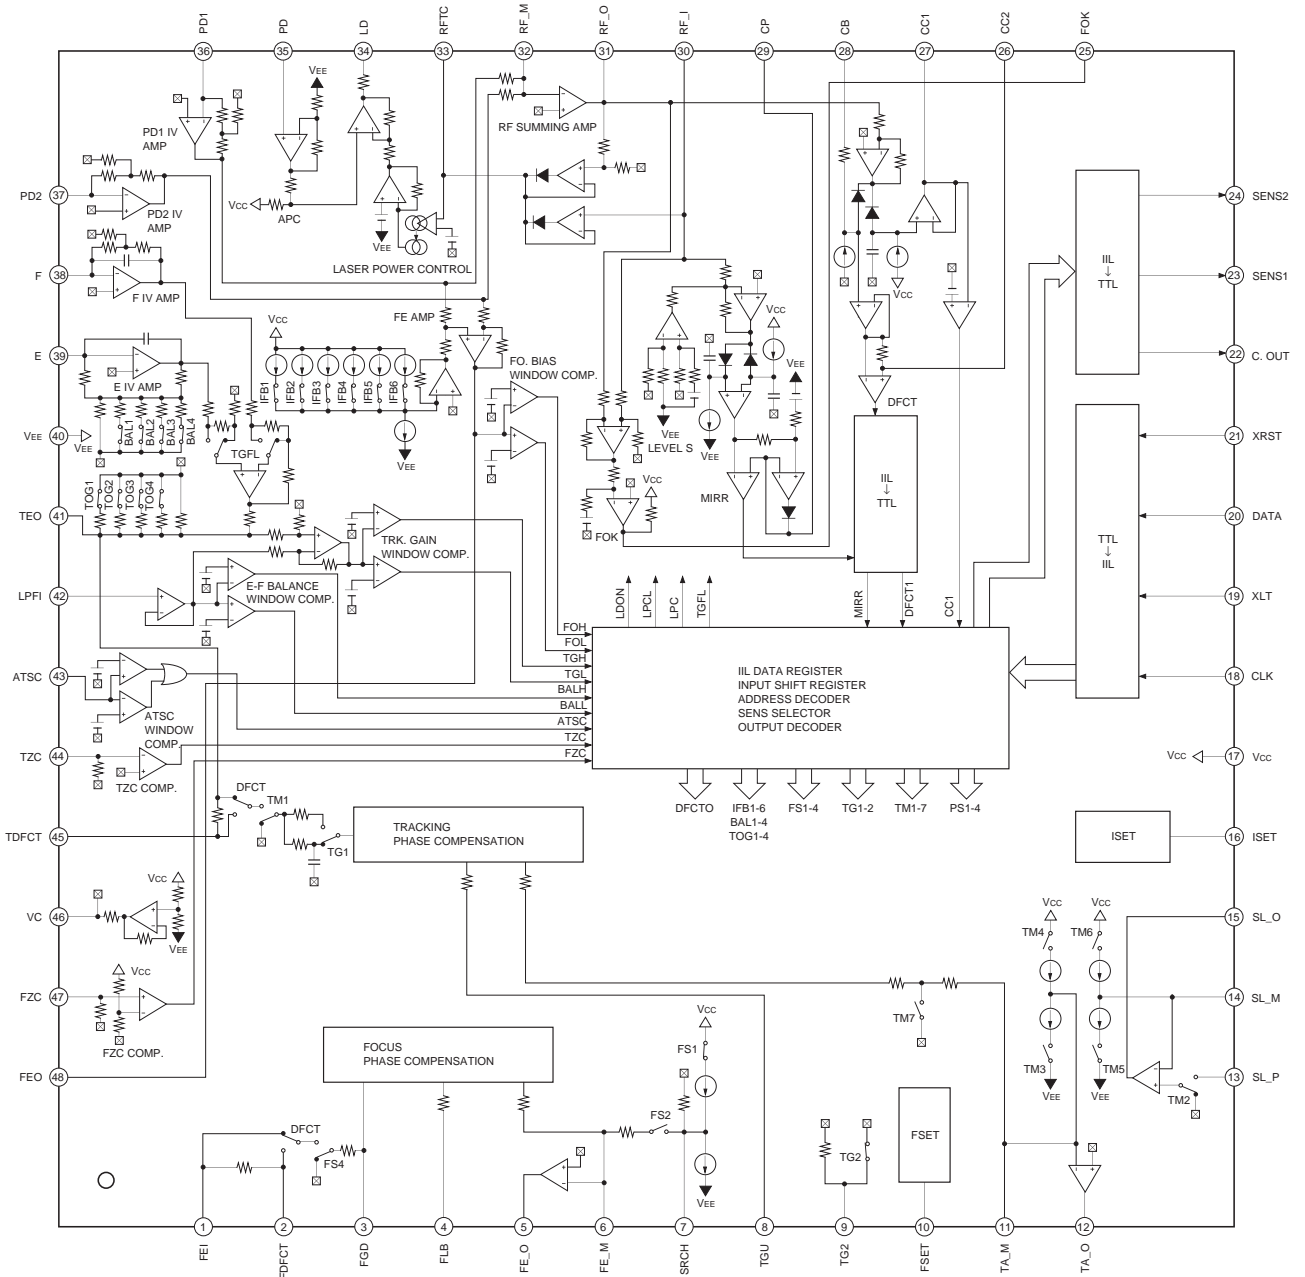 PD1
PD
LD
RFTC
RF_M
RF_O
RF_I
CP
CB
CC1
CC2
FOK
36
35
34
33
32
31
30
29
28
27
26
25
VEE
PD1 IV
AMP
RF SUMMING AMP
PD2
37
PD2 IV
AMP
VCC
APC
VEE
LASER POWER CONTROL
IIL
↓
TTL
24
SENS2
F
38
F IV AMP
23
SENS1
VCC
FE AMP
VCC
VCC
VEE
E
39
E IV AMP
IFB1
IFB2
IFB3
IFB4
IFB5
IFB6
FO. BIAS
WINDOW COMP.
22
C. OUT
DFCT
BAL1
BAL2
BAL3
BAL4
VEE
40
VEE
TGFL
VEE
VEE
LEVEL S
VEE
21
XRST
IIL
↓
TTL
TOG1
TOG2
TOG3
TOG4
VCC
MIRR
TEO
41
TRK. GAIN
WINDOW COMP.
FOK
TTL
↓
IIL
20
DATA
E-F BALANCE
WINDOW COMP.
LPFI
42
LDON
LPCL
LPC
TGFL
MIRR
DFCT1
CC1
19
XLT
FOH
FOL
TGH
TGL
BALH
BALL
ATSC
TZC
FZC
IIL DATA REGISTER
INPUT SHIFT REGISTER
ADDRESS DECODER
SENS SELECTOR
OUTPUT DECODER
ATSC
43
ATSC
WINDOW
COMP.
18
CLK
TZC
44
TZC COMP.
VCC
17
VCC
DFCT
TM1
DFCTO
IFB1-6
BAL1-4
TOG1-4
FS1-4
TG1-2
TM1-7
PS1-4
TDFCT
45
TG1
TRACKING
PHASE COMPENSATION
ISET
16
ISET
VCC
VC
46
VEE
VCC
VCC
TM4
TM6
15
SL_O
VCC
FZC
47
FZC COMP.
TM7
14
SL_M
VCC
FS1
FOCUS
PHASE COMPENSATION
TM3
TM5
VEE
VEE
TM2
13
SL_P
FEO
48
FS2
FSET
DFCT
FS4
TG2
VEE
1
2
3
4
5
6
7
8
9
10
11
12
FEI
FDFCT
FGD
FLB
FE_O
FE_M
SRCH
TGU
TG2
FSET
TA_M
TA_O